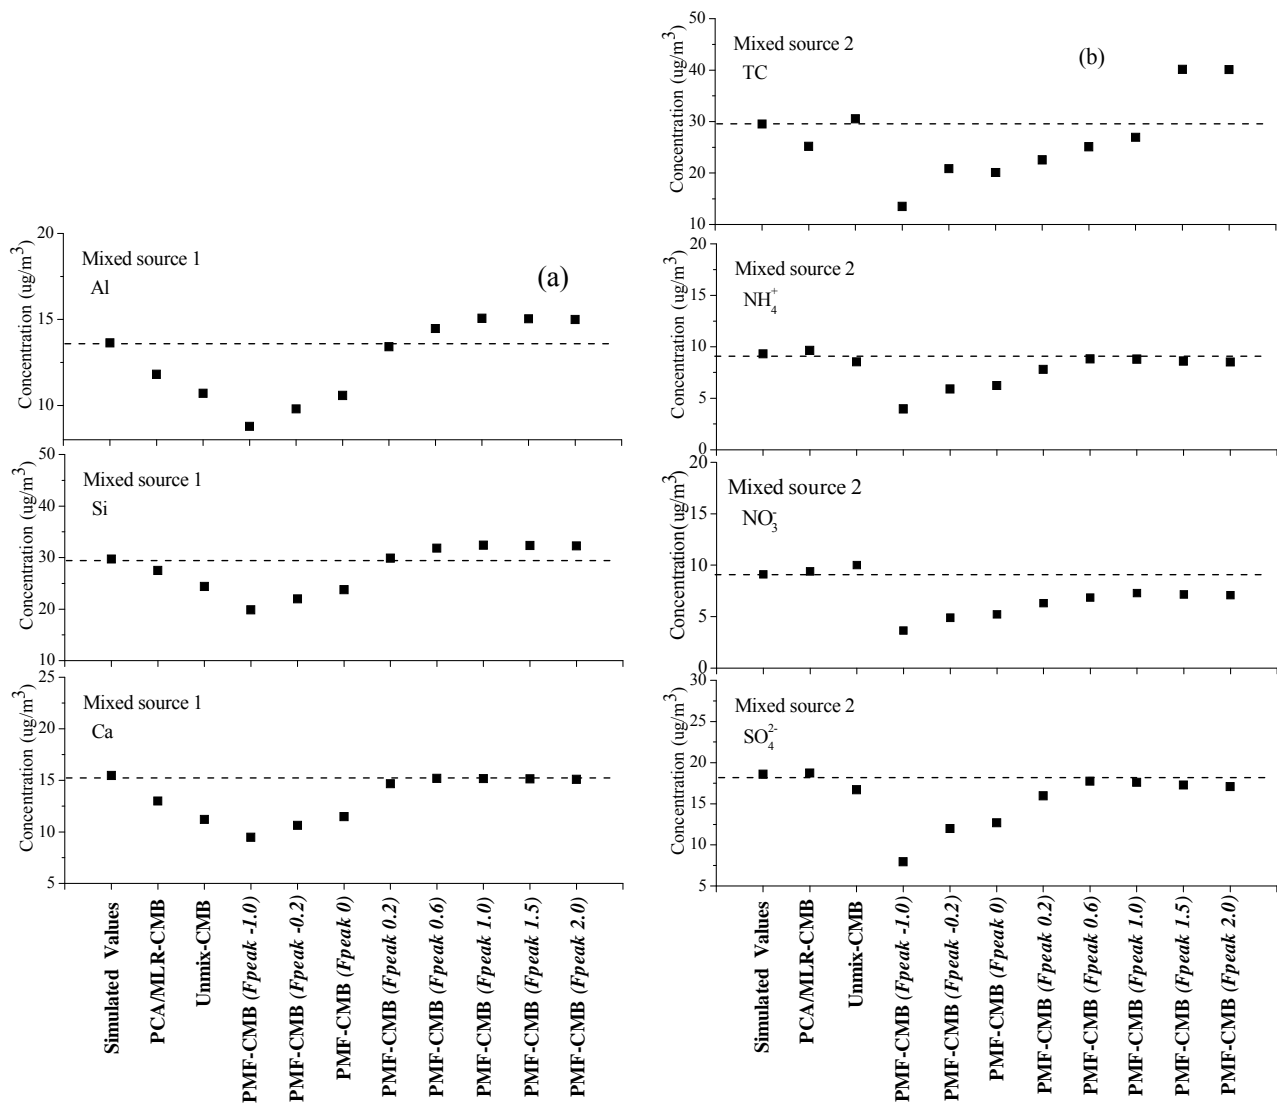 (a)
Mixed source 1
Al
Concentration (ug/m³)
20
15
10
Mixed source 1
Si
Concentration (ug/m³)
50
40
30
20
10
Mixed source 1
Ca
Concentration (ug/m³)
25
20
15
10
5
Simulated Values
PCA/MLR-CMB
Unmix-CMB
PMF-CMB (Fpeak -1.0)
PMF-CMB (Fpeak -0.2)
PMF-CMB (Fpeak 0)
PMF-CMB (Fpeak 0.2)
PMF-CMB (Fpeak 0.6)
PMF-CMB (Fpeak 1.0)
PMF-CMB (Fpeak 1.5)
PMF-CMB (Fpeak 2.0)
(b)
Mixed source 2
TC
Concentration (ug/m³)
50
40
30
20
10
Mixed source 2
NH₄⁺
Concentration (ug/m³)
20
15
10
5
0
Mixed source 2
NO₃⁻
Concentration (ug/m³)
20
15
10
5
0
Mixed source 2
SO₄²⁻
Concentration (ug/m³)
30
25
20
15
10
5
Simulated Values
PCA/MLR-CMB
Unmix-CMB
PMF-CMB (Fpeak -1.0)
PMF-CMB (Fpeak -0.2)
PMF-CMB (Fpeak 0)
PMF-CMB (Fpeak 0.2)
PMF-CMB (Fpeak 0.6)
PMF-CMB (Fpeak 1.0)
PMF-CMB (Fpeak 1.5)
PMF-CMB (Fpeak 2.0)